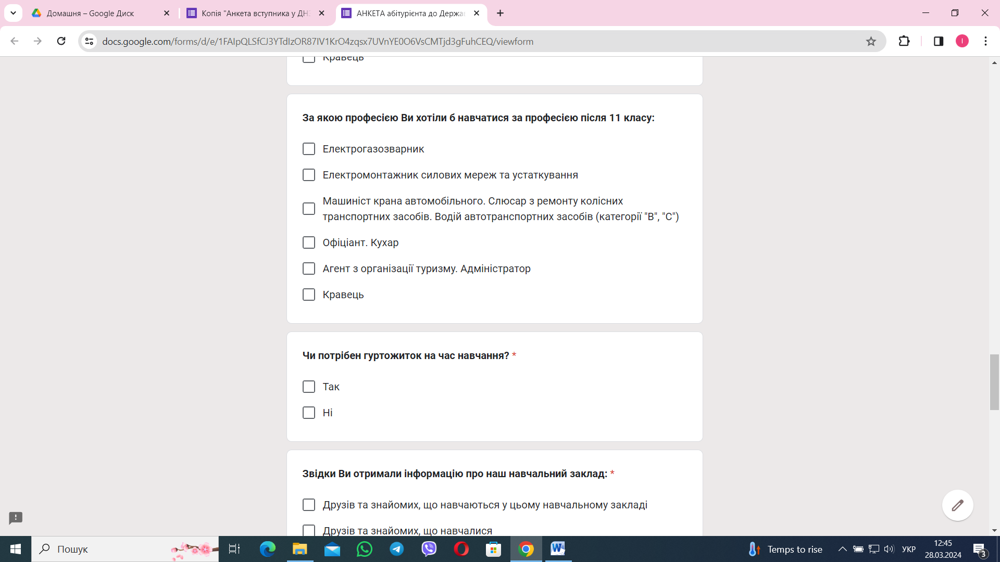 Домашня – Google Диск
Копія "Анкета вступника у ДНЗ
АНКЕТА абітурієнта до Держав
docs.google.com/forms/d/e/1FAIpQLSfCJ3YTdIzOR87IV1KrO4zqsx7UVnYE0O6VsCMTjd3gFuhCEQ/viewform
І
Кравець
За якою професією Ви хотіли б навчатися за професією після 11 класу:
Електрогазозварник
Електромонтажник силових мереж та устаткування
Машиніст крана автомобільного. Слюсар з ремонту колісних
транспортних засобів. Водій автотранспортних засобів (категорії "В", "С")
Офіціант. Кухар
Агент з організації туризму. Адміністратор
Кравець
Чи потрібен гуртожиток на час навчання? *
Так
Ні
Звідки Ви отримали інформацію про наш навчальний заклад: *
Друзів та знайомих, що навчаються у цьому навчальному закладі
Друзів та знайомих, що навчалися
Пошук
Temps to rise
УКР
12:45
28.03.2024
3